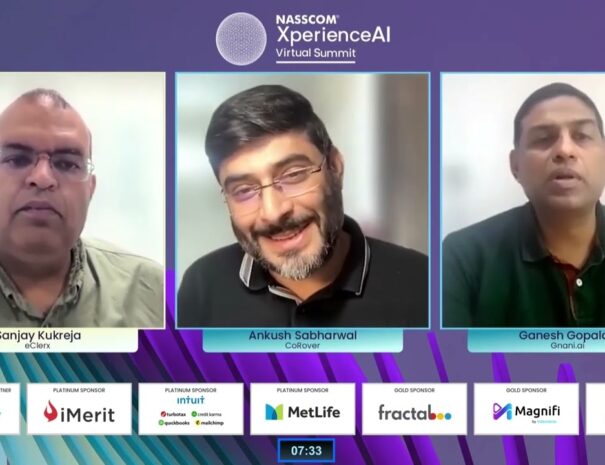 NASSCOM®
XperienceAI
Virtual Summit
Sanjay Kukreja
eClerx
Ankush Sabharwal
CoRover
Ganesh Gopala
Gnani.ai
PLATINUM SPONSOR
iMerit
PLATINUM SPONSOR
INTUIT
turbotax
credit karma
quickbooks
mailchimp
PLATINUM SPONSOR
MetLife
GOLD SPONSOR
fractal
GOLD SPONSOR
Magnifi
07:33